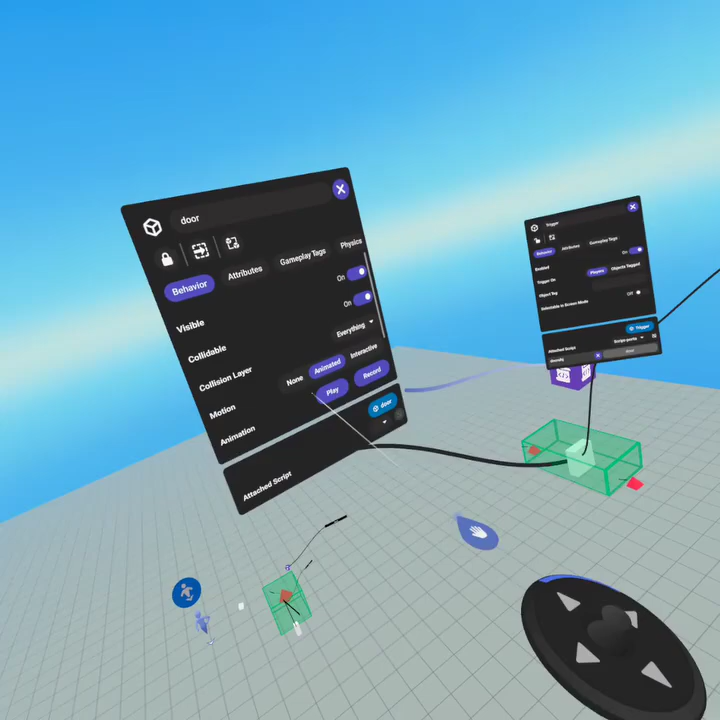 door
Behavior
Attributes
Gameplay Tags
Physics
Visible
On
Collidable
On
Collision Layer
Everything
Motion
None
Animated
Interactive
Animation
Play
Record
Attached Script
door
Trigger
Behavior
Attributes
Gameplay Tags
Enabled
On
Trigger On
Players
Objects Tagged
Object Tag
Selectable in Screen Mode
Off
Attached Script
Trigger